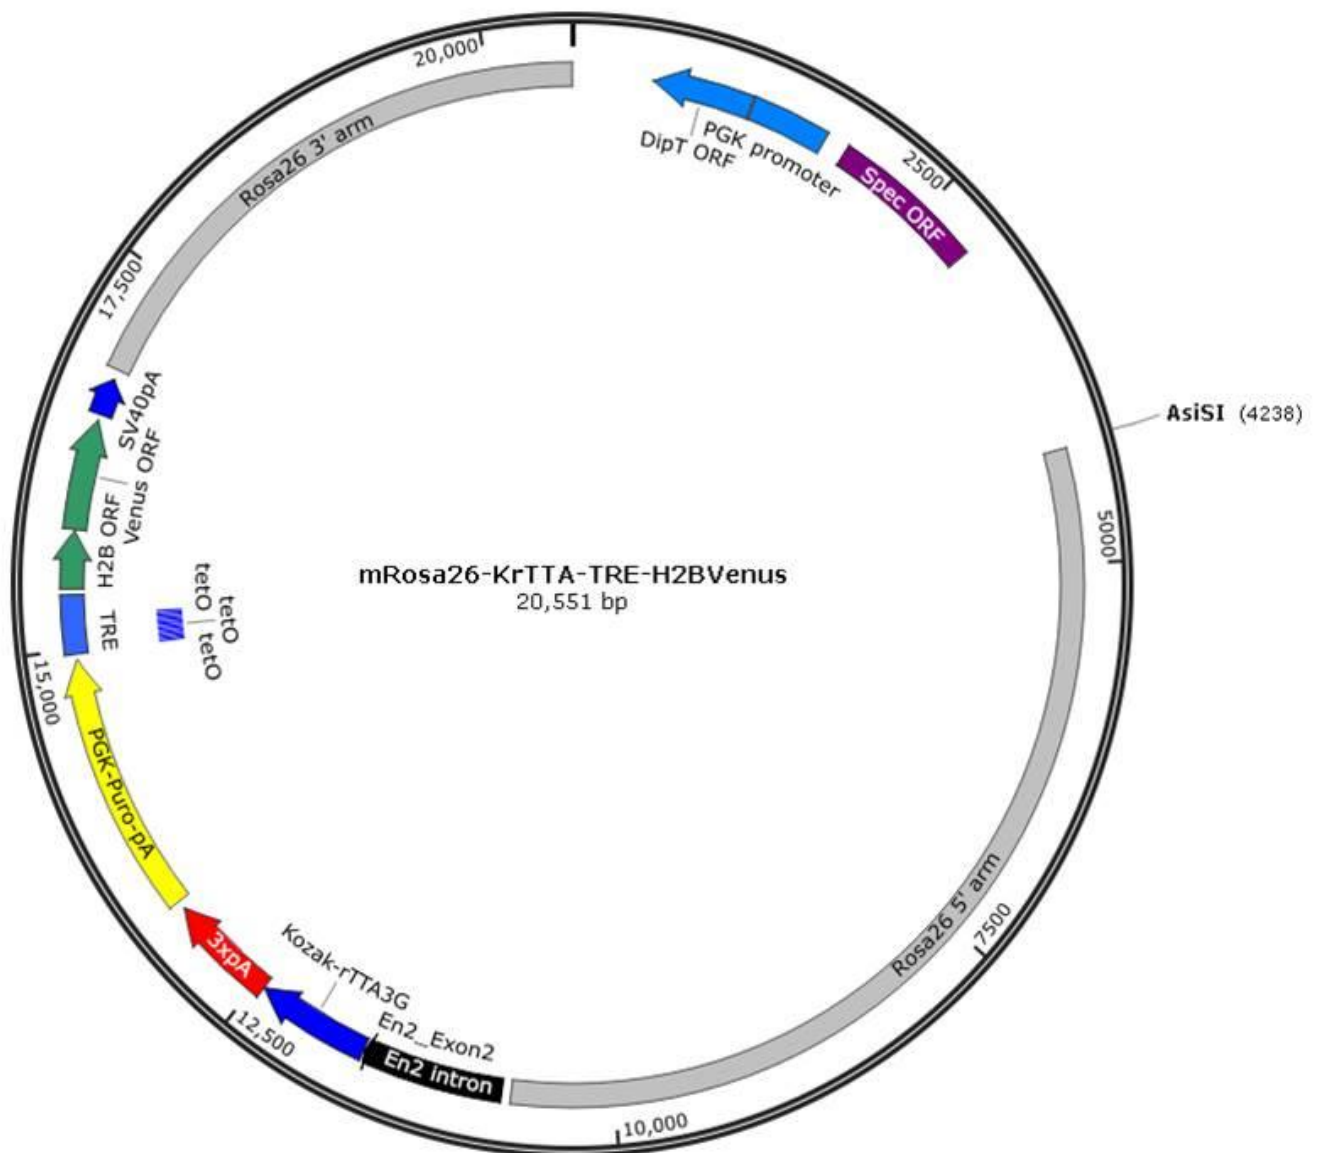 20,000
Rosa26 3' arm
DipT ORF
PGK promoter
2500
Spec ORF
17,500
AsiSI (4238)
SV40pA
Venus ORF
H2B ORF
5000
mRosa26-KrTTA-TRE-H2BVenus
20,551 bp
tetO
tetO
tetO
TRE
15,000
PGK-Puro-pA
Rosa26 5' arm
7500
3xpA
Kozak-rTTA3G
12,500
En2_Exon2
En2 intron
10,000